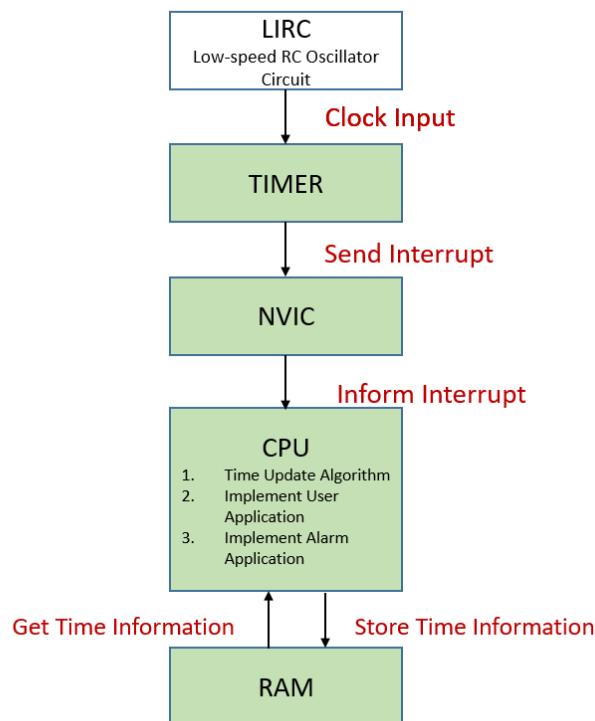 LIRC
Low-speed RC Oscillator
Circuit
Clock Input
TIMER
Send Interrupt
NVIC
Inform Interrupt
CPU
1. Time Update Algorithm
2. Implement User
Application
3. Implement Alarm
Application
Get Time Information
Store Time Information
RAM